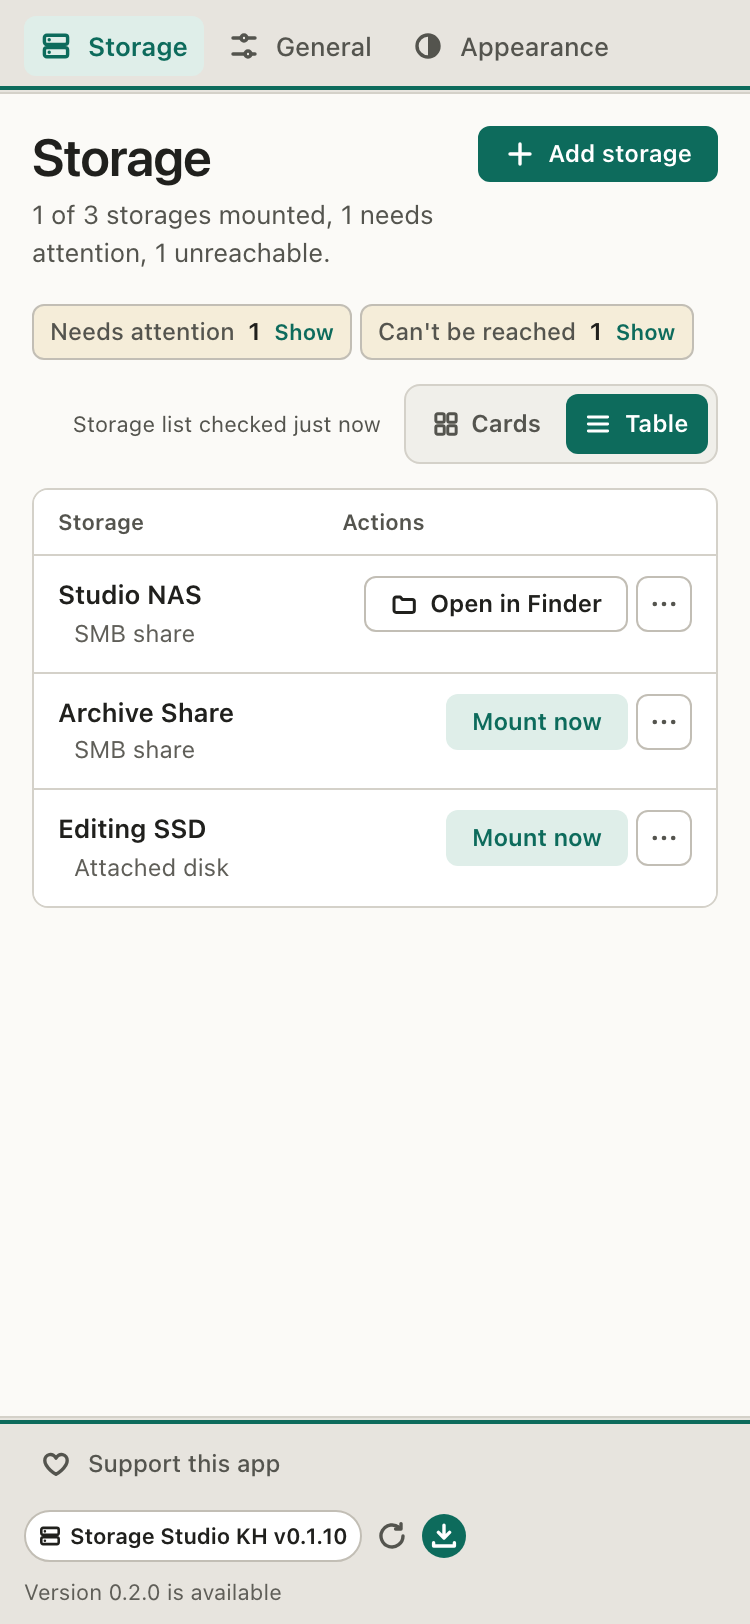 Storage
General
Appearance
Storage
Add storage
1 of 3 storages mounted, 1 needs
attention, 1 unreachable.
Needs attention 1 Show
Can't be reached 1 Show
Storage list checked just now
Cards
Table
Storage
Actions
Studio NAS
SMB share
Open in Finder
Archive Share
SMB share
Mount now
Editing SSD
Attached disk
Mount now
Support this app
Storage Studio KH v0.1.10
Version 0.2.0 is available